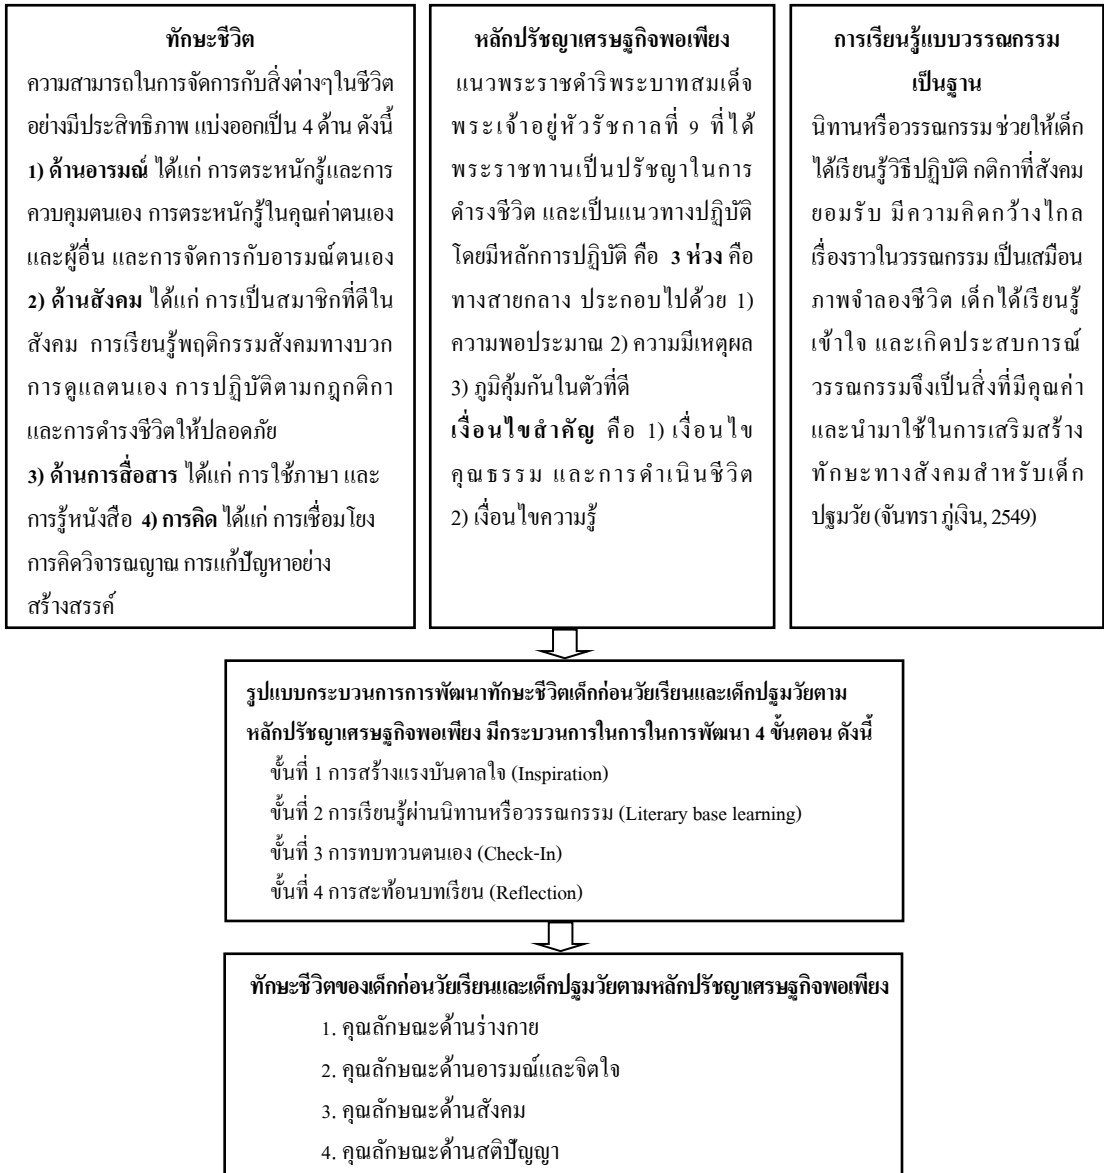 ทักษะชีวิต
ความสามารถในการจัดการกับสิ่งต่างๆในชีวิต
อย่างมีประสิทธิภาพ แบ่งออกเป็น 4 ด้าน ดังนี้
1) ด้านอารมณ์ ได้แก่ การตระหนักรู้และการ
ควบคุมตนเอง การตระหนักรู้ในคุณค่าตนเอง
และผู้อื่น และการจัดการกับอารมณ์ตนเอง
2) ด้านสังคม ได้แก่ การเป็นสมาชิกที่ดีใน
สังคม การเรียนรู้พฤติกรรมสังคมทางบวก
การดูแลตนเอง การปฏิบัติตามกฎกติกา
และการดำรงชีวิตให้ปลอดภัย
3) ด้านการสื่อสาร ได้แก่ การใช้ภาษา และ
การรู้หนังสือ 4) การคิด ได้แก่ การเชื่อมโยง
การคิดวิจารณญาณ การแก้ปัญหาอย่าง
สร้างสรรค์
หลักปรัชญาเศรษฐกิจพอเพียง
แนวพระราชดำริพระบาทสมเด็จ
พระเจ้าอยู่หัวรัชกาลที่ 9 ที่ได้
พระราชทานเป็นปรัชญาในการ
ดำรงชีวิต และเป็นแนวทางปฏิบัติ
โดยมีหลักการปฏิบัติ คือ 3 ห่วง คือ
ทางสายกลาง ประกอบไปด้วย 1)
ความพอประมาณ 2) ความมีเหตุผล
3) ภูมิคุ้มกันในตัวที่ดี
เงื่อนไขสำคัญ คือ 1) เงื่อนไข
คุณธรรม และการดำเนินชีวิต
2) เงื่อนไขความรู้
การเรียนรู้แบบวรรณกรรม
เป็นฐาน
นิทานหรือวรรณกรรม ช่วยให้เด็ก
ได้เรียนรู้วิธีปฏิบัติ กติกาที่สังคม
ยอมรับ มีความคิดกว้างไกล
เรื่องราวในวรรณกรรม เป็นเสมือน
ภาพจำลองชีวิต เด็กได้เรียนรู้
เข้าใจ และเกิดประสบการณ์
วรรณกรรมจึงเป็นสิ่งที่มีคุณค่า
และนำมาใช้ในการเสริมสร้าง
ทักษะทางสังคมสำหรับเด็ก
ปฐมวัย (จันทรา ภู่เงิน, 2549)
รูปแบบกระบวนการการพัฒนาทักษะชีวิตเด็กก่อนวัยเรียนและเด็กปฐมวัยตาม
หลักปรัชญาเศรษฐกิจพอเพียง มีกระบวนการในการในการพัฒนา 4 ขั้นตอน ดังนี้
ขั้นที่ 1 การสร้างแรงบันดาลใจ (Inspiration)
ขั้นที่ 2 การเรียนรู้ผ่านนิทานหรือวรรณกรรม (Literary base learning)
ขั้นที่ 3 การทบทวนตนเอง (Check-In)
ขั้นที่ 4 การสะท้อนบทเรียน (Reflection)
ทักษะชีวิตของเด็กก่อนวัยเรียนและเด็กปฐมวัยตามหลักปรัชญาเศรษฐกิจพอเพียง
1. คุณลักษณะด้านร่างกาย
2. คุณลักษณะด้านอารมณ์และจิตใจ
3. คุณลักษณะด้านสังคม
4. คุณลักษณะด้านสติปัญญา